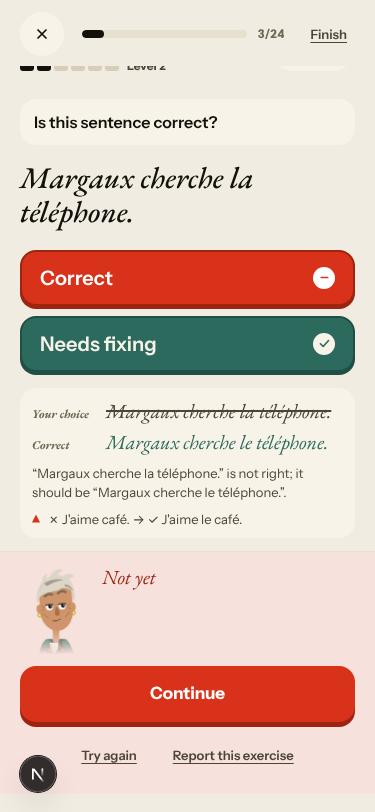 3/24
Finish
Level 2
Is this sentence correct?
Margaux cherche la
téléphone.
Correct
Needs fixing
Your choice Margaux cherche la téléphone.
Correct Margaux cherche le téléphone.
“Margaux cherche la téléphone.” is not right; it
should be “Margaux cherche le téléphone.”.
▲ × J'aime café. → ✓ J'aime le café.
Not yet
Continue
Try again Report this exercise
N